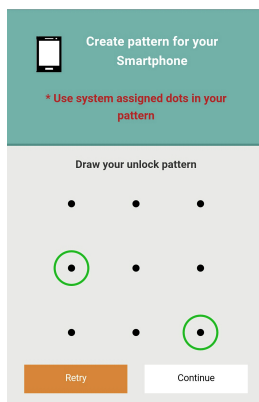 Create pattern for your
Smartphone
* Use system assigned dots in your
pattern
Draw your unlock pattern
Retry
Continue